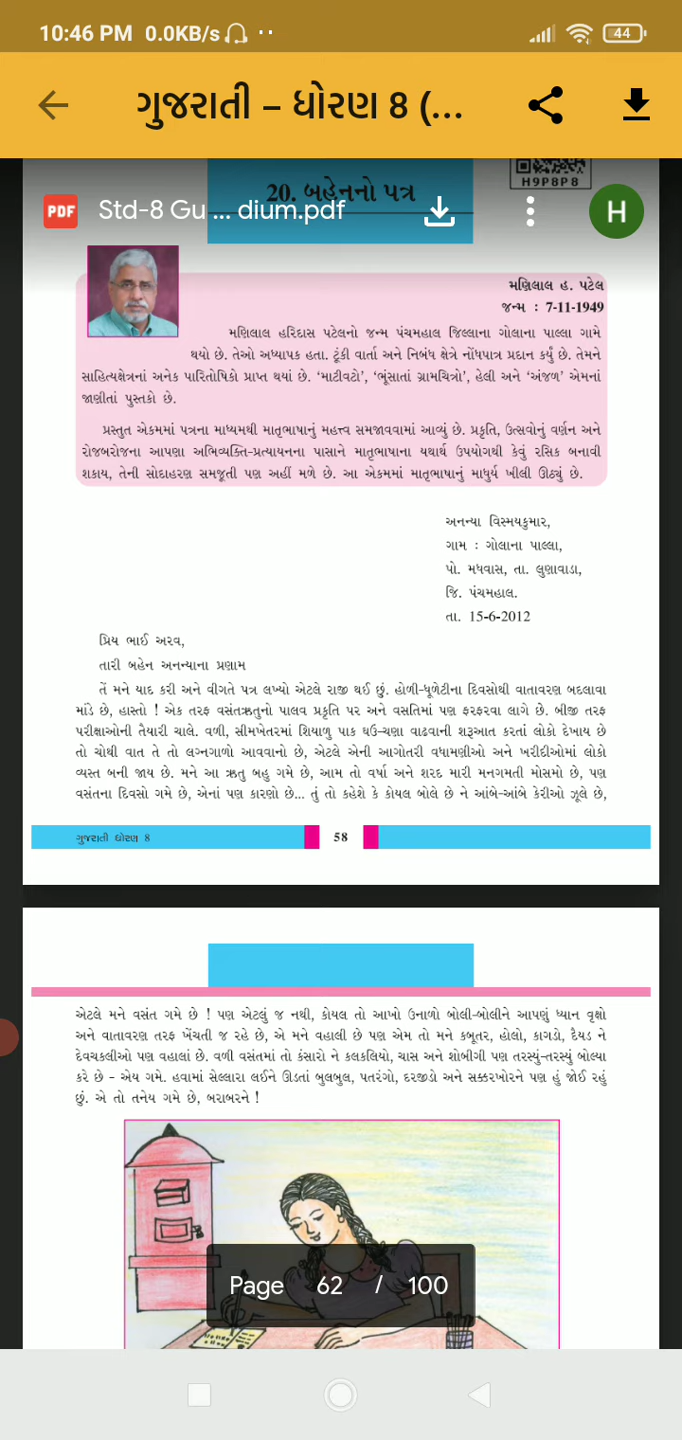 10:46 PM 0.0KB/s
44
ગુજરાતી – ધોરણ 8 (...
20. બહેનનો પત્ર
H9P8P8
PDF Std-8 Gu ... dium.pdf
H
મણિલાલ હ. પટેલ
જન્મ : 7-11-1949
મણિલાલ હરિદાસ પટેલનો જન્મ પંચમહાલ જિલ્લાના ગોલાના પાલ્લા ગામે
થયો છે. તેઓ અધ્યાપક હતા. ટૂંકી વાર્તા અને નિબંધ ક્ષેત્રે નોંધપાત્ર પ્રદાન કર્યું છે. તેમને
સાહિત્યક્ષેત્રનાં અનેક પારિતોષિકો પ્રાપ્ત થયાં છે. ‘માટીવટો’, ‘ભૂંસાતાં ગ્રામચિત્રો’, હેલી અને ‘અંજળ’ એમનાં
જાણીતાં પુસ્તકો છે.
પ્રસ્તુત એકમમાં પત્રના માધ્યમથી માતૃભાષાનું મહત્ત્વ સમજાવવામાં આવ્યું છે. પ્રકૃતિ, ઉત્સવોનું વર્ણન અને
રોજબરોજના આપણા અભિવ્યક્તિ-પ્રત્યાયનના પાસાને માતૃભાષાના યથાર્થ ઉપયોગથી કેવું રસિક બનાવી
શકાય, તેની સોદાહરણ સમજૂતી પણ અહીં મળે છે. આ એકમમાં માતૃભાષાનું માધુર્ય ખીલી ઊઠ્યું છે.
અનન્યા વિસ્મયકુમાર,
ગામ : ગોલાના પાલ્લા,
પો. મધવાસ, તા. લુણાવાડા,
જિ. પંચમહાલ.
તા. 15-6-2012
પ્રિય ભાઈ અરવ,
તારી બહેન અનન્યાના પ્રણામ
તેં મને યાદ કરી અને વીગતે પત્ર લખ્યો એટલે રાજી થઈ છું. હોળી-ધૂળેટીના દિવસોથી વાતાવરણ બદલાવા
માંડે છે, હાસ્તો ! એક તરફ વસંતઋતુનો પાલવ પ્રકૃતિ પર અને વસતિમાં પણ ફરફરવા લાગે છે. બીજી તરફ
પરીક્ષાઓની તૈયારી ચાલે. વળી, સીમખેતરમાં શિયાળુ પાક ઘઉં-ચણા વાઢવાની શરૂઆત કરતાં લોકો દેખાય છે
તો ચોથી વાત તે તો લગ્નગાળો આવવાનો છે, એટલે એની આગોતરી વધામણીઓ અને ખરીદીઓમાં લોકો
વ્યસ્ત બની જાય છે. મને આ ઋતુ બહુ ગમે છે, આમ તો વર્ષા અને શરદ મારી મનગમતી મોસમો છે, પણ
વસંતના દિવસો ગમે છે, એનાં પણ કારણો છે... તું તો કહેશે કે કોયલ બોલે છે ને આંબે-આંબે કેરીઓ ઝૂલે છે,
ગુજરાતી ધોરણ 8
58
એટલે મને વસંત ગમે છે ! પણ એટલું જ નથી, કોયલ તો આખો ઉનાળો બોલી-બોલીને આપણું ધ્યાન વૃક્ષો
અને વાતાવરણ તરફ ખેંચતી જ રહે છે, એ મને વહાલી છે પણ એમ તો મને કબૂતર, હોલો, કાગડો, દૈયડ ને
દેવચકલીઓ પણ વહાલાં છે. વળી વસંતમાં તો કંસારો ને કલકલિયો, ચાસ અને શોબીગી પણ તરસ્યું-તરસ્યું બોલ્યા
કરે છે - એય ગમે. હવામાં સેલ્લારા લઈને ઊડતાં બુલબુલ, પતરંગો, દરજીડો અને સક્કરખોરને પણ હું જોઈ રહું
છું. એ તો તનેય ગમે છે, બરાબરને !
Page 62 / 100